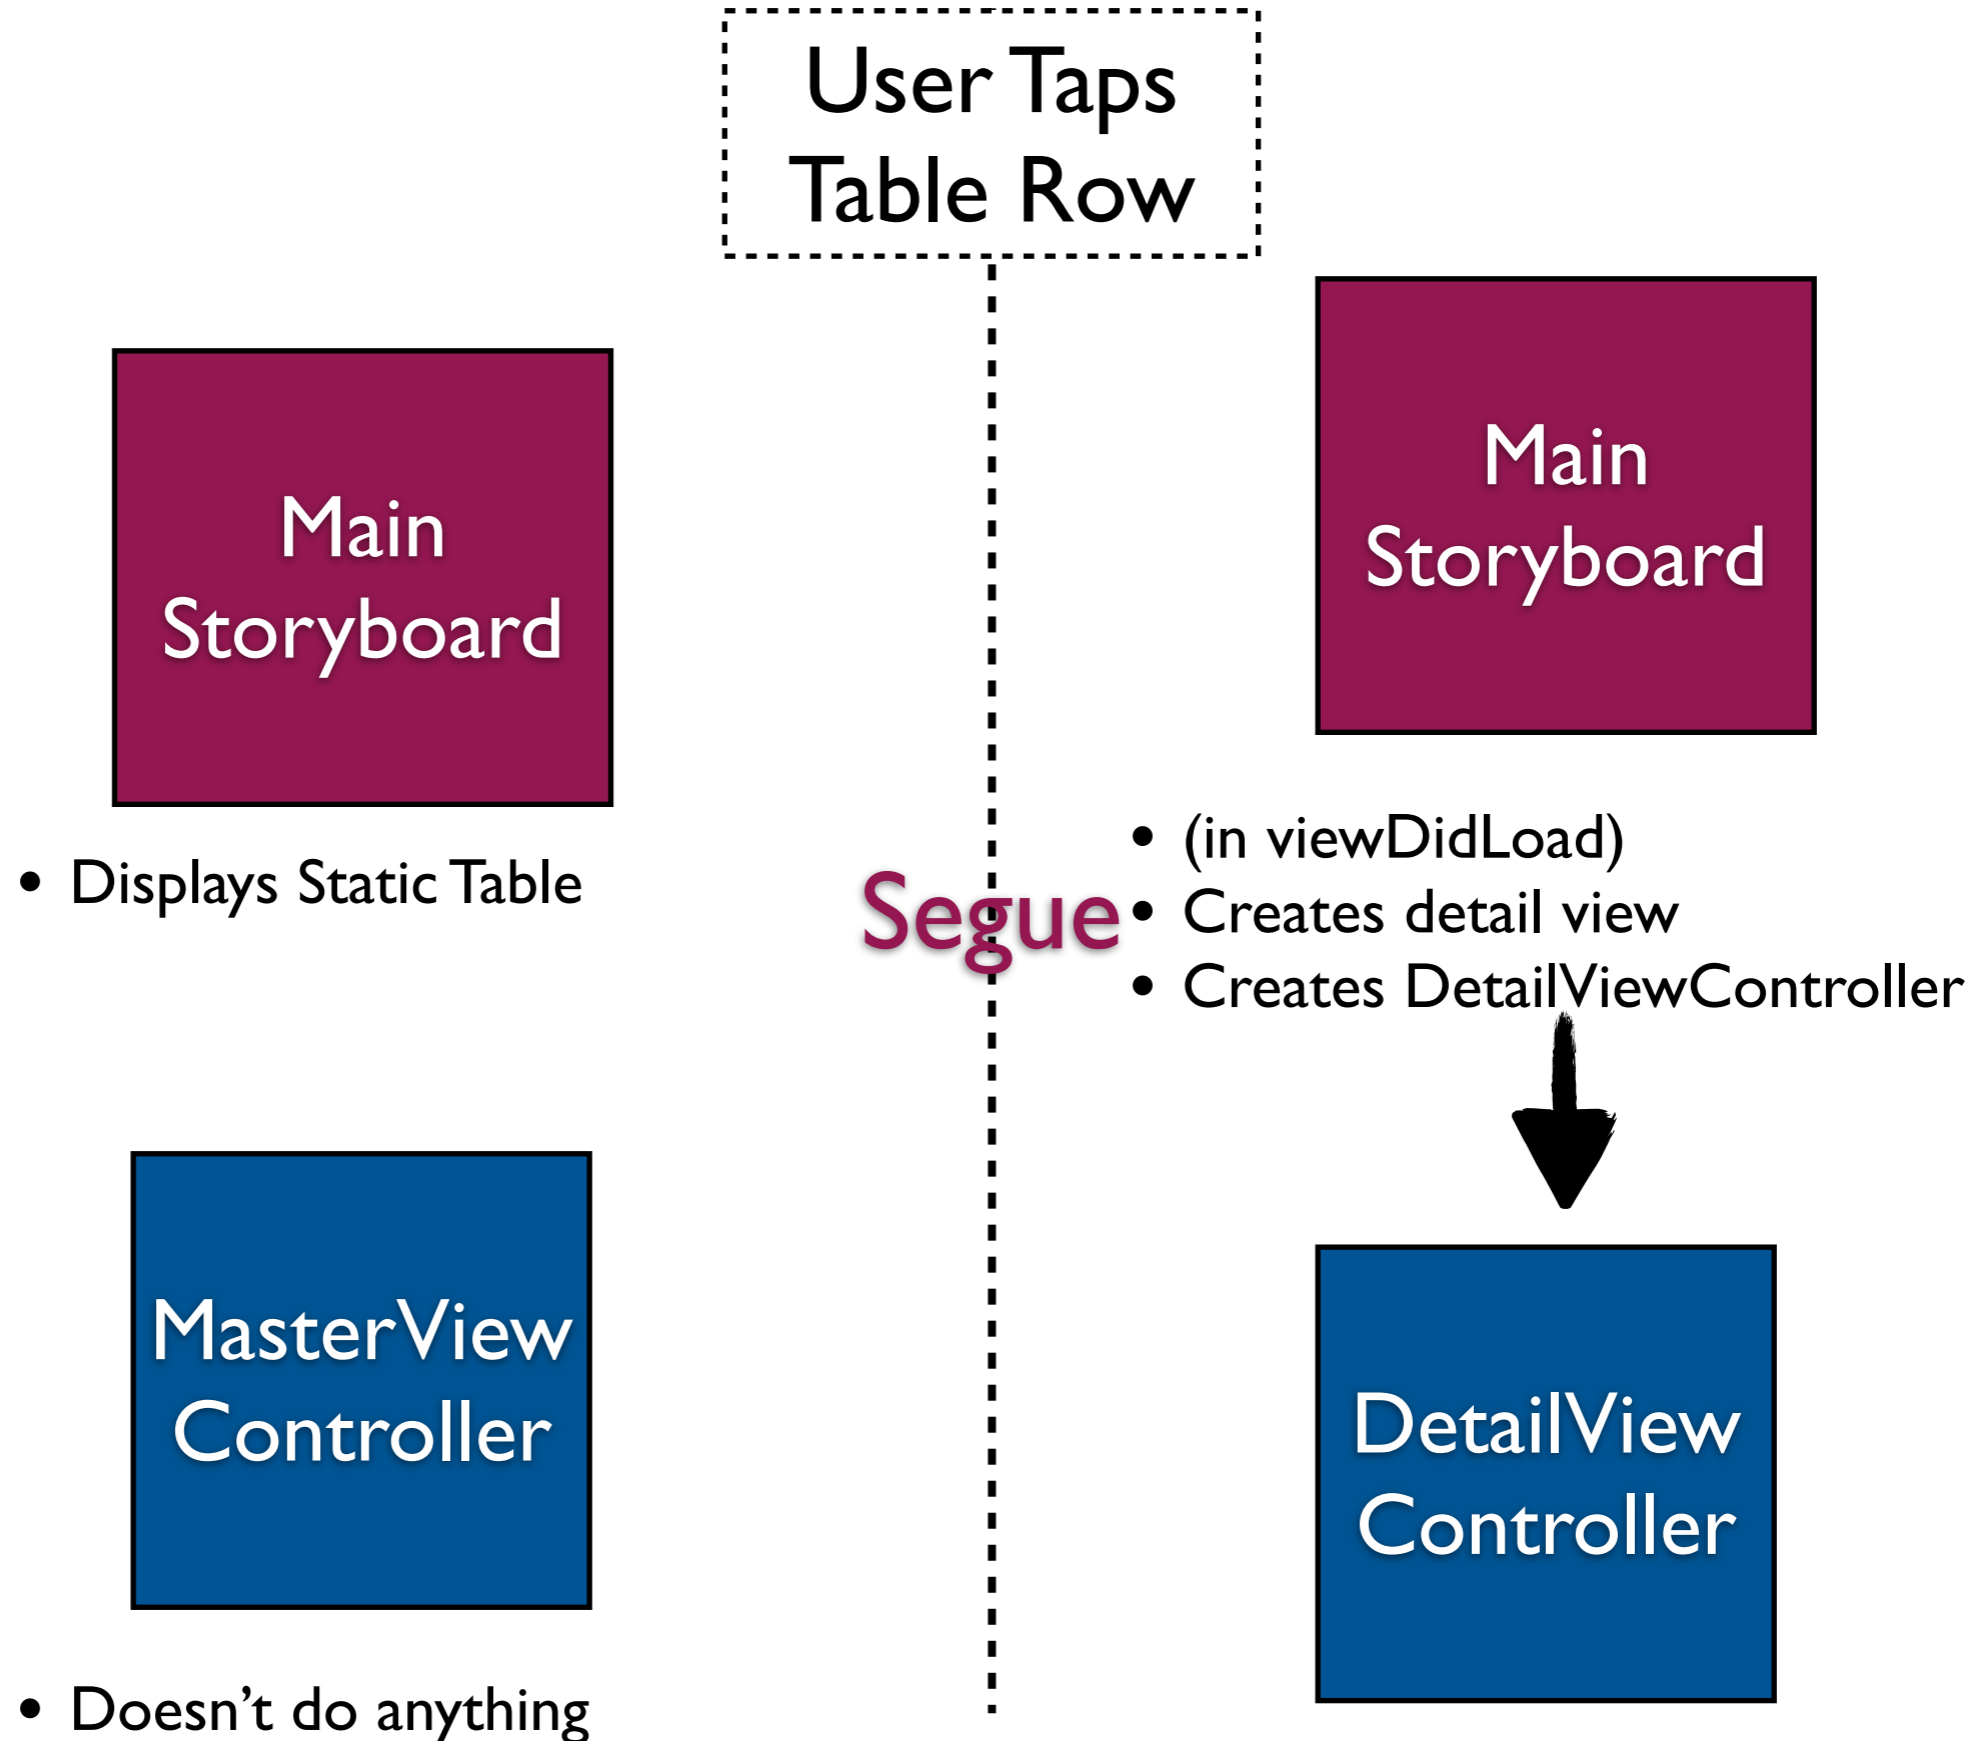 User Taps
Table Row
Main
Storyboard
• Displays Static Table
MasterView
Controller
• Doesn't do anything
Segue
Main
Storyboard
• (in viewDidLoad)
• Creates detail view
• Creates DetailViewController
DetailView
Controller